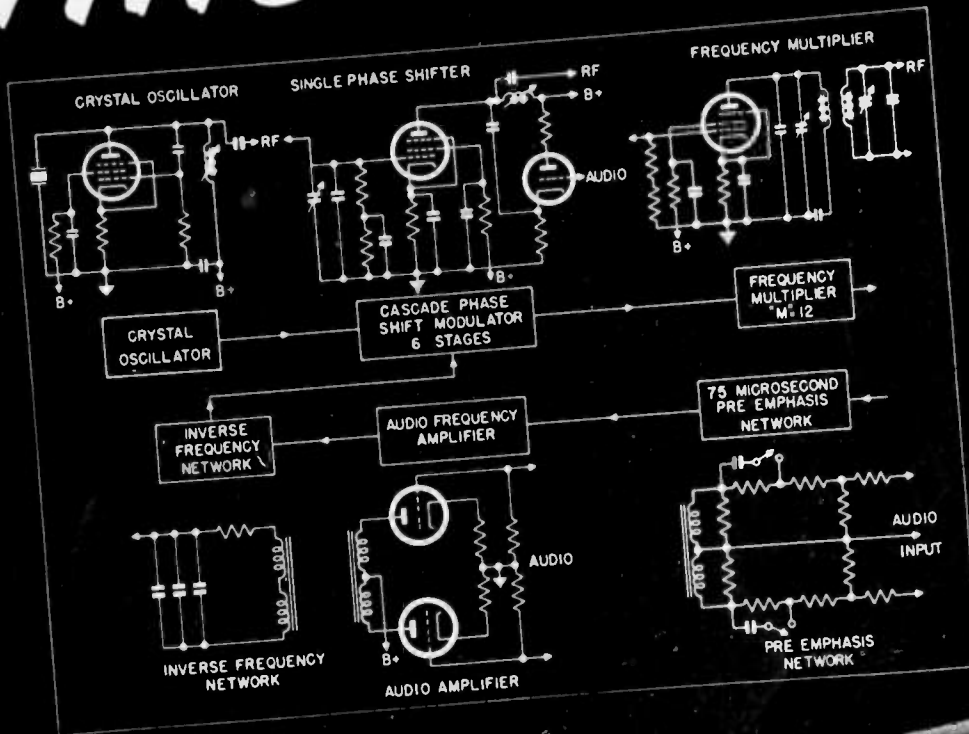 CRYSTAL OSCILLATOR
SINGLE PHASE SHIFTER
FREQUENCY MULTIPLIER
RF
B+
RF
RF
AUDIO
B+
B+
B+
B+
CRYSTAL
OSCILLATOR
CASCADE PHASE
SHIFT MODULATOR
6 STAGES
FREQUENCY
MULTIPLIER
"M" 12
INVERSE
FREQUENCY
NETWORK
AUDIO FREQUENCY
AMPLIFIER
75 MICROSECOND
PRE EMPHASIS
NETWORK
AUDIO
AUDIO
INPUT
B+
INVERSE FREQUENCY
NETWORK
AUDIO AMPLIFIER
PRE EMPHASIS
NETWORK